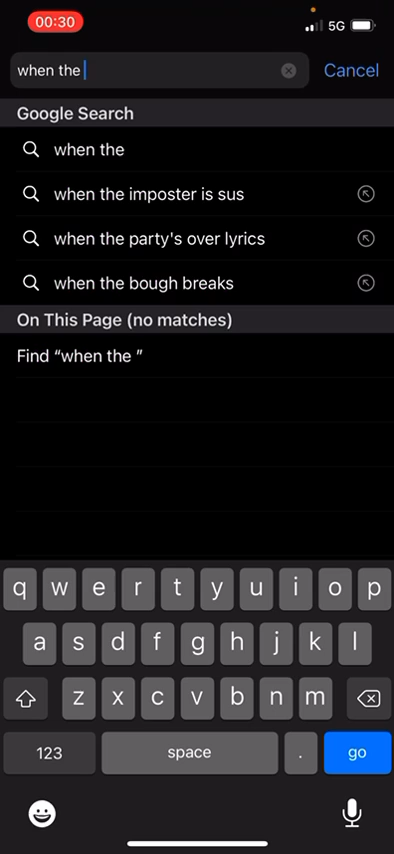 00:30
5G
when the
Cancel
Google Search
when the
when the imposter is sus
when the party's over lyrics
when the bough breaks
On This Page (no matches)
Find “when the ”
q w e r t y u i o p
a s d f g h j k l
z x c v b n m
123 space . go